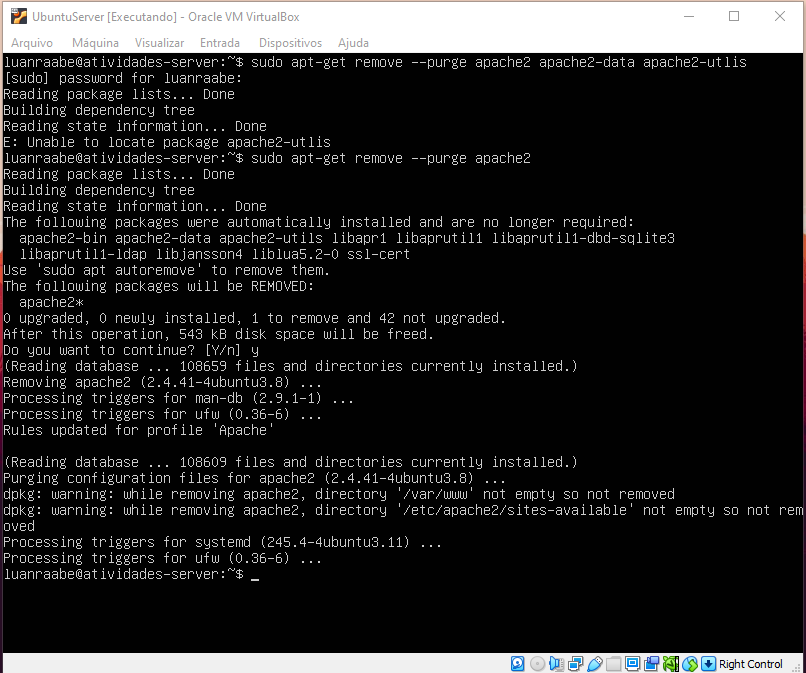 UbuntuServer [Executando] - Oracle VM VirtualBox
Arquivo Máquina Visualizar Entrada Dispositivos Ajuda
luanraabe@atividades-server:~$ sudo apt-get remove --purge apache2 apache2-data apache2-utlis
[sudo] password for luanraabe:
Reading package lists... Done
Building dependency tree
Reading state information... Done
E: Unable to locate package apache2-utlis
luanraabe@atividades-server:~$ sudo apt-get remove --purge apache2
Reading package lists... Done
Building dependency tree
Reading state information... Done
The following packages were automatically installed and are no longer required:
  apache2-bin apache2-data apache2-utils libapr1 libaprutil1 libaprutil1-dbd-sqlite3
  libaprutil1-ldap libjansson4 liblua5.2-0 ssl-cert
Use 'sudo apt autoremove' to remove them.
The following packages will be REMOVED:
  apache2*
0 upgraded, 0 newly installed, 1 to remove and 42 not upgraded.
After this operation, 543 kB disk space will be freed.
Do you want to continue? [Y/n] y
(Reading database ... 108659 files and directories currently installed.)
Removing apache2 (2.4.41-4ubuntu3.8) ...
Processing triggers for man-db (2.9.1-1) ...
Processing triggers for ufw (0.36-6) ...
Rules updated for profile 'Apache'
(Reading database ... 108609 files and directories currently installed.)
Purging configuration files for apache2 (2.4.41-4ubuntu3.8) ...
dpkg: warning: while removing apache2, directory '/var/www' not empty so not removed
dpkg: warning: while removing apache2, directory '/etc/apache2/sites-available' not empty so not rem
oved
Processing triggers for systemd (245.4-4ubuntu3.11) ...
Processing triggers for ufw (0.36-6) ...
luanraabe@atividades-server:~$ _
Right Control